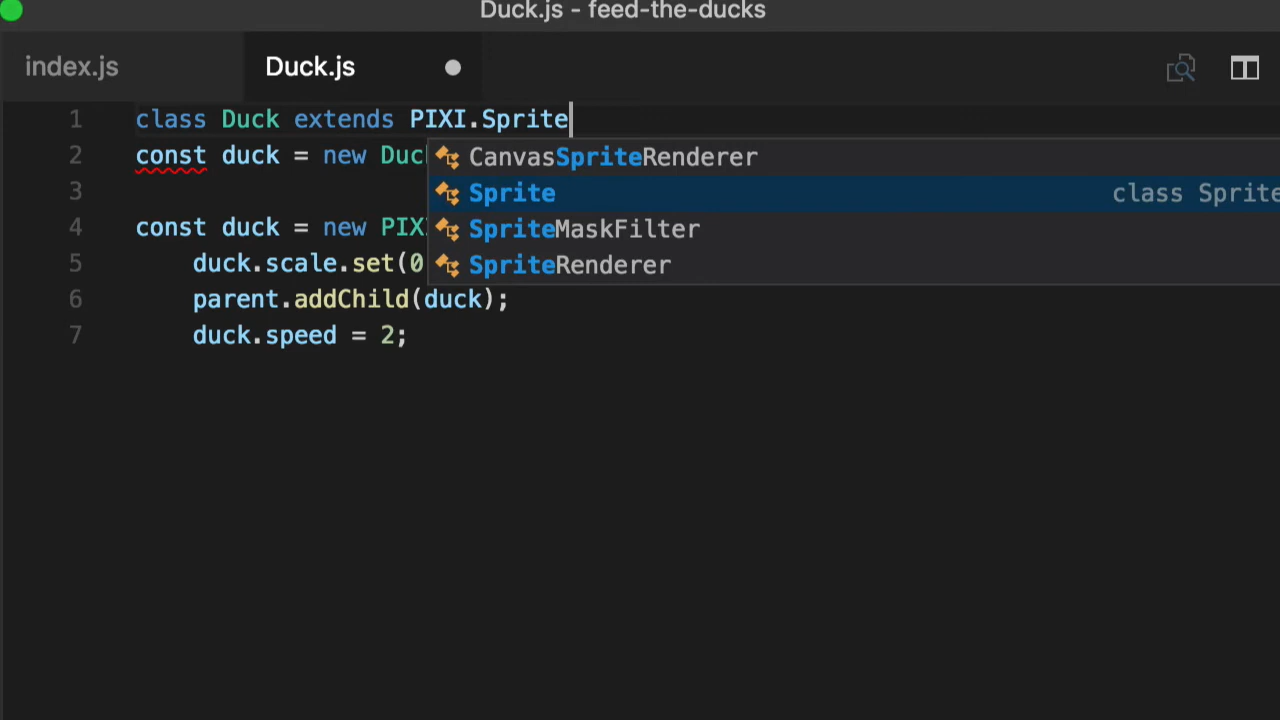 Duck.js - feed-the-ducks
index.js
Duck.js
1 class Duck extends PIXI.Sprite
2 const duck = new Duc
3
4 const duck = new PIX
5 duck.scale.set(0
6 parent.addChild(duck);
7 duck.speed = 2;
CanvasSpriteRenderer
Sprite class Sprite
SpriteMaskFilter
SpriteRenderer